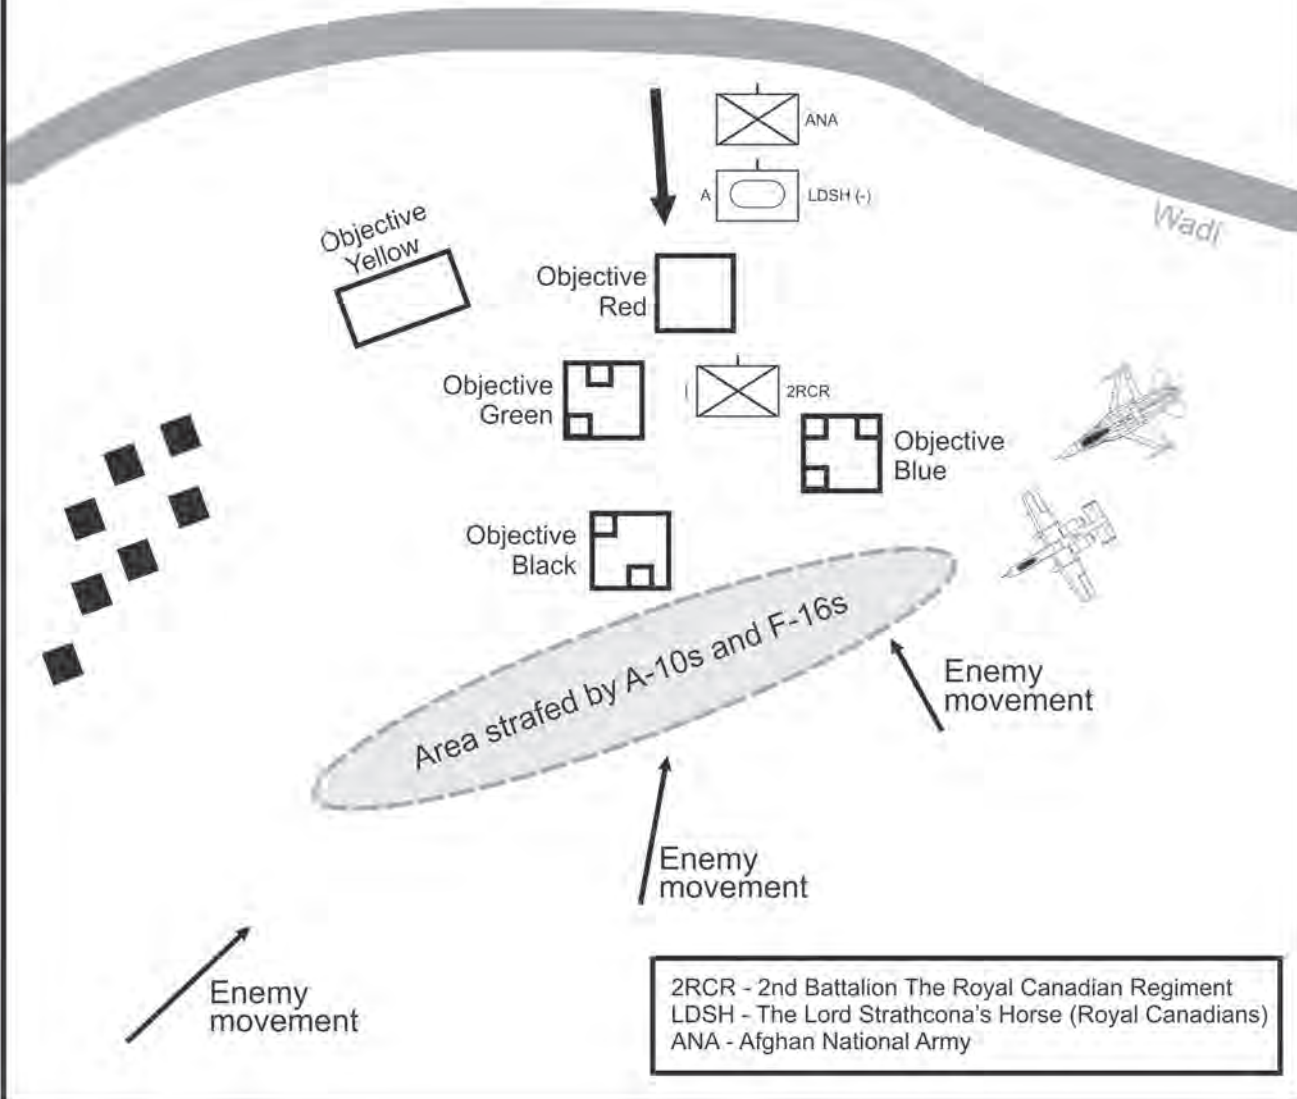 ANA
A
LDSH (-)
Wadi
Objective
Yellow
Objective
Red
Objective
Green
I
2RCR
Objective
Blue
Objective
Black
Area strafed by A-10s and F-16s
Enemy
movement
Enemy
movement
Enemy
movement
2RCR - 2nd Battalion The Royal Canadian Regiment
LDSH - The Lord Strathcona's Horse (Royal Canadians)
ANA - Afghan National Army